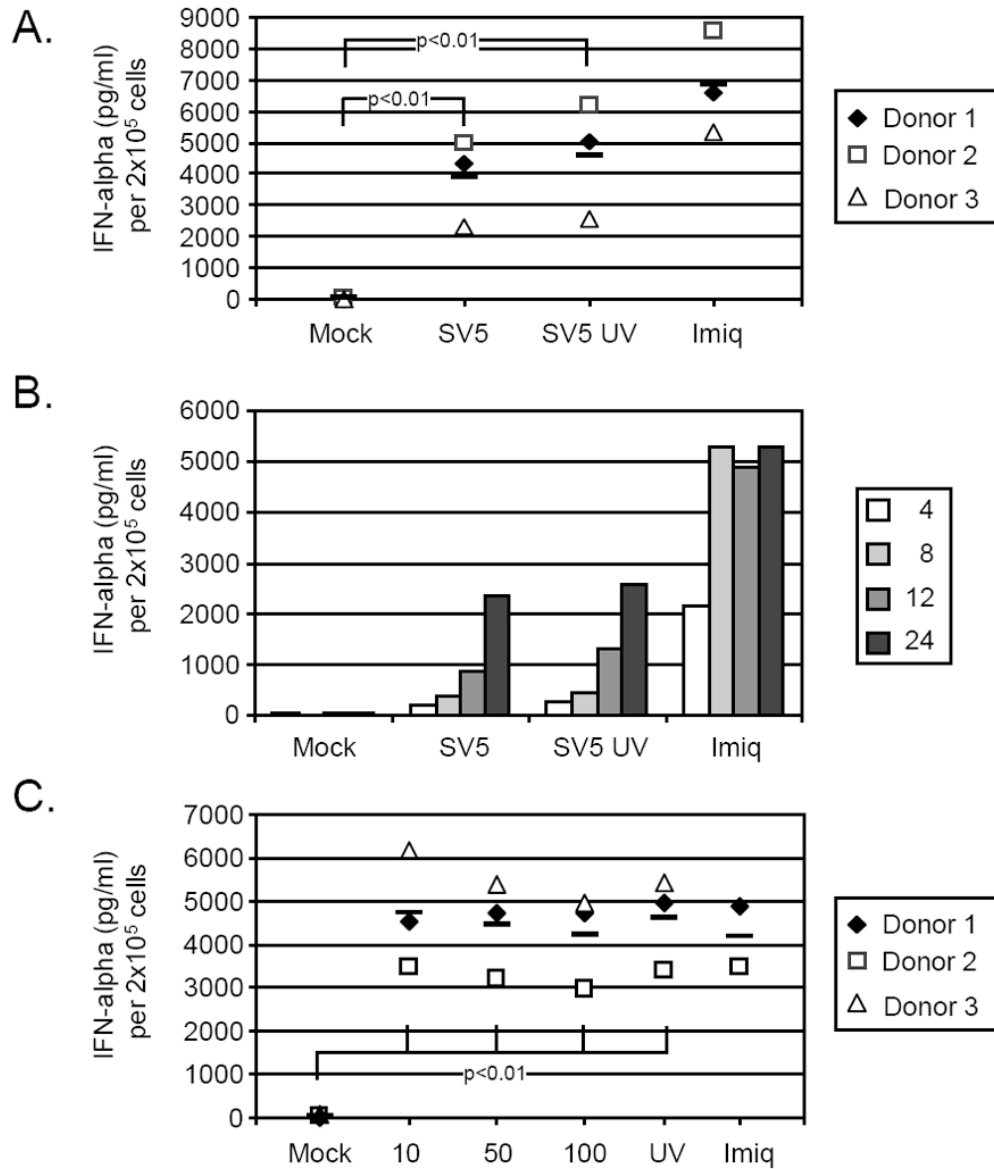 A.
IFN-alpha (pg/ml)
per 2x10⁵ cells
9000
8000
7000
6000
5000
4000
3000
2000
1000
0
p<0.01
p<0.01
Mock SV5 SV5 UV Imiq
Donor 1
Donor 2
Donor 3
B.
IFN-alpha (pg/ml)
per 2x10⁵ cells
6000
5000
4000
3000
2000
1000
0
Mock SV5 SV5 UV Imiq
4
8
12
24
C.
IFN-alpha (pg/ml)
per 2x10⁵ cells
7000
6000
5000
4000
3000
2000
1000
0
p<0.01
Mock 10 50 100 UV Imiq
Donor 1
Donor 2
Donor 3